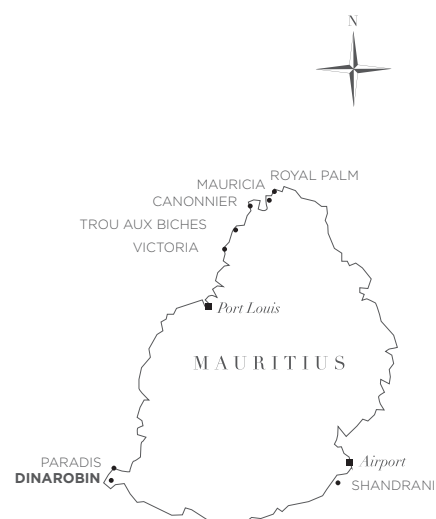 N
ROYAL PALM
MAURICIA
CANONNIER
TROU AUX BICHES
VICTORIA
Port Louis
MAURITIUS
PARADIS
Airport
DINAROBIN
SHANDRANI